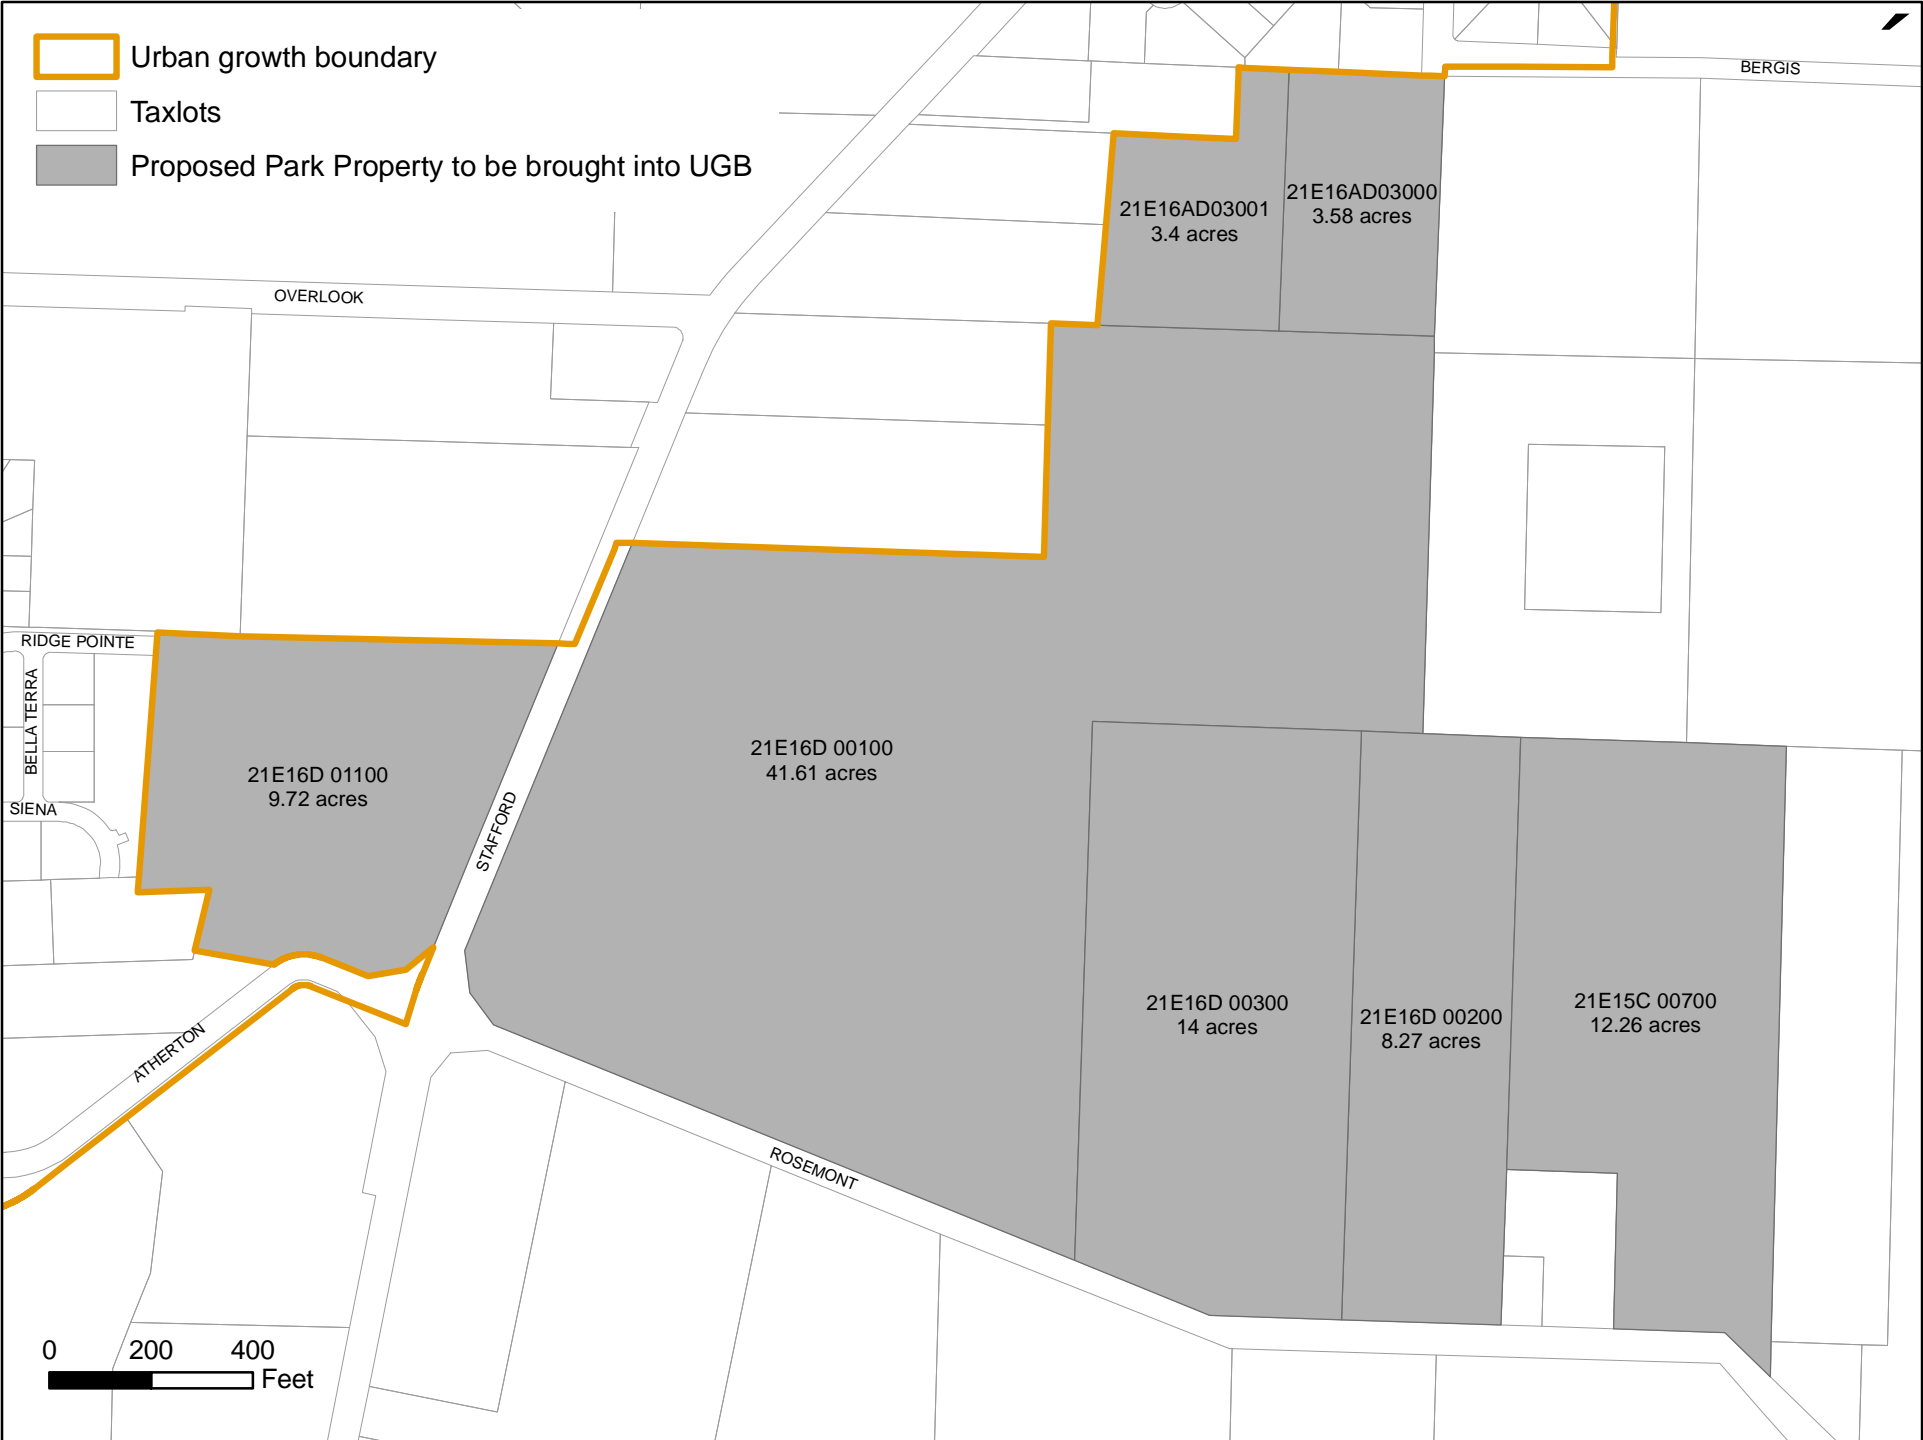 Urban growth boundary
Taxlots
Proposed Park Property to be brought into UGB
BERGIS
21E16AD03001
3.4 acres
21E16AD03000
3.58 acres
OVERLOOK
RIDGE POINTE
BELLA TERRA
SIENA
21E16D 01100
9.72 acres
STAFFORD
21E16D 00100
41.61 acres
21E16D 00300
14 acres
21E16D 00200
8.27 acres
21E15C 00700
12.26 acres
ATHERTON
ROSEMONT
0 200 400
Feet